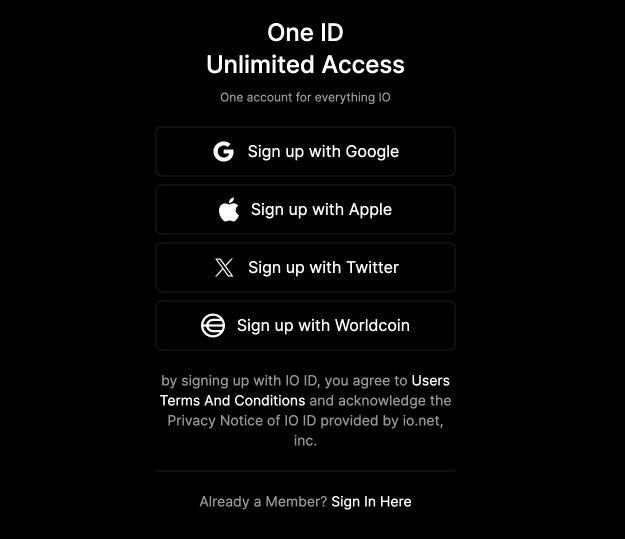 One ID
Unlimited Access
One account for everything IO
Sign up with Google
Sign up with Apple
Sign up with Twitter
Sign up with Worldcoin
by signing up with IO ID, you agree to Users
Terms And Conditions and acknowledge the
Privacy Notice of IO ID provided by io.net,
inc.
Already a Member? Sign In Here